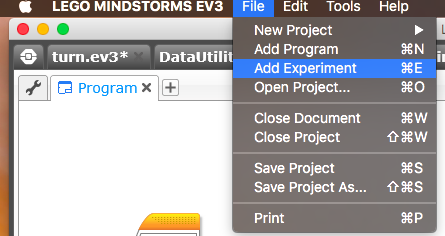 LEGO MINDSTORMS EV3 File Edit Tools Help
turn.ev3* DataUtilit
Program
New Project
Add Program ⌘N
Add Experiment ⌘E
Open Project... ⌘O
Close Document ⌘W
Close Project ⇧⌘W
Save Project ⌘S
Save Project As... ⇧⌘S
Print ⌘P